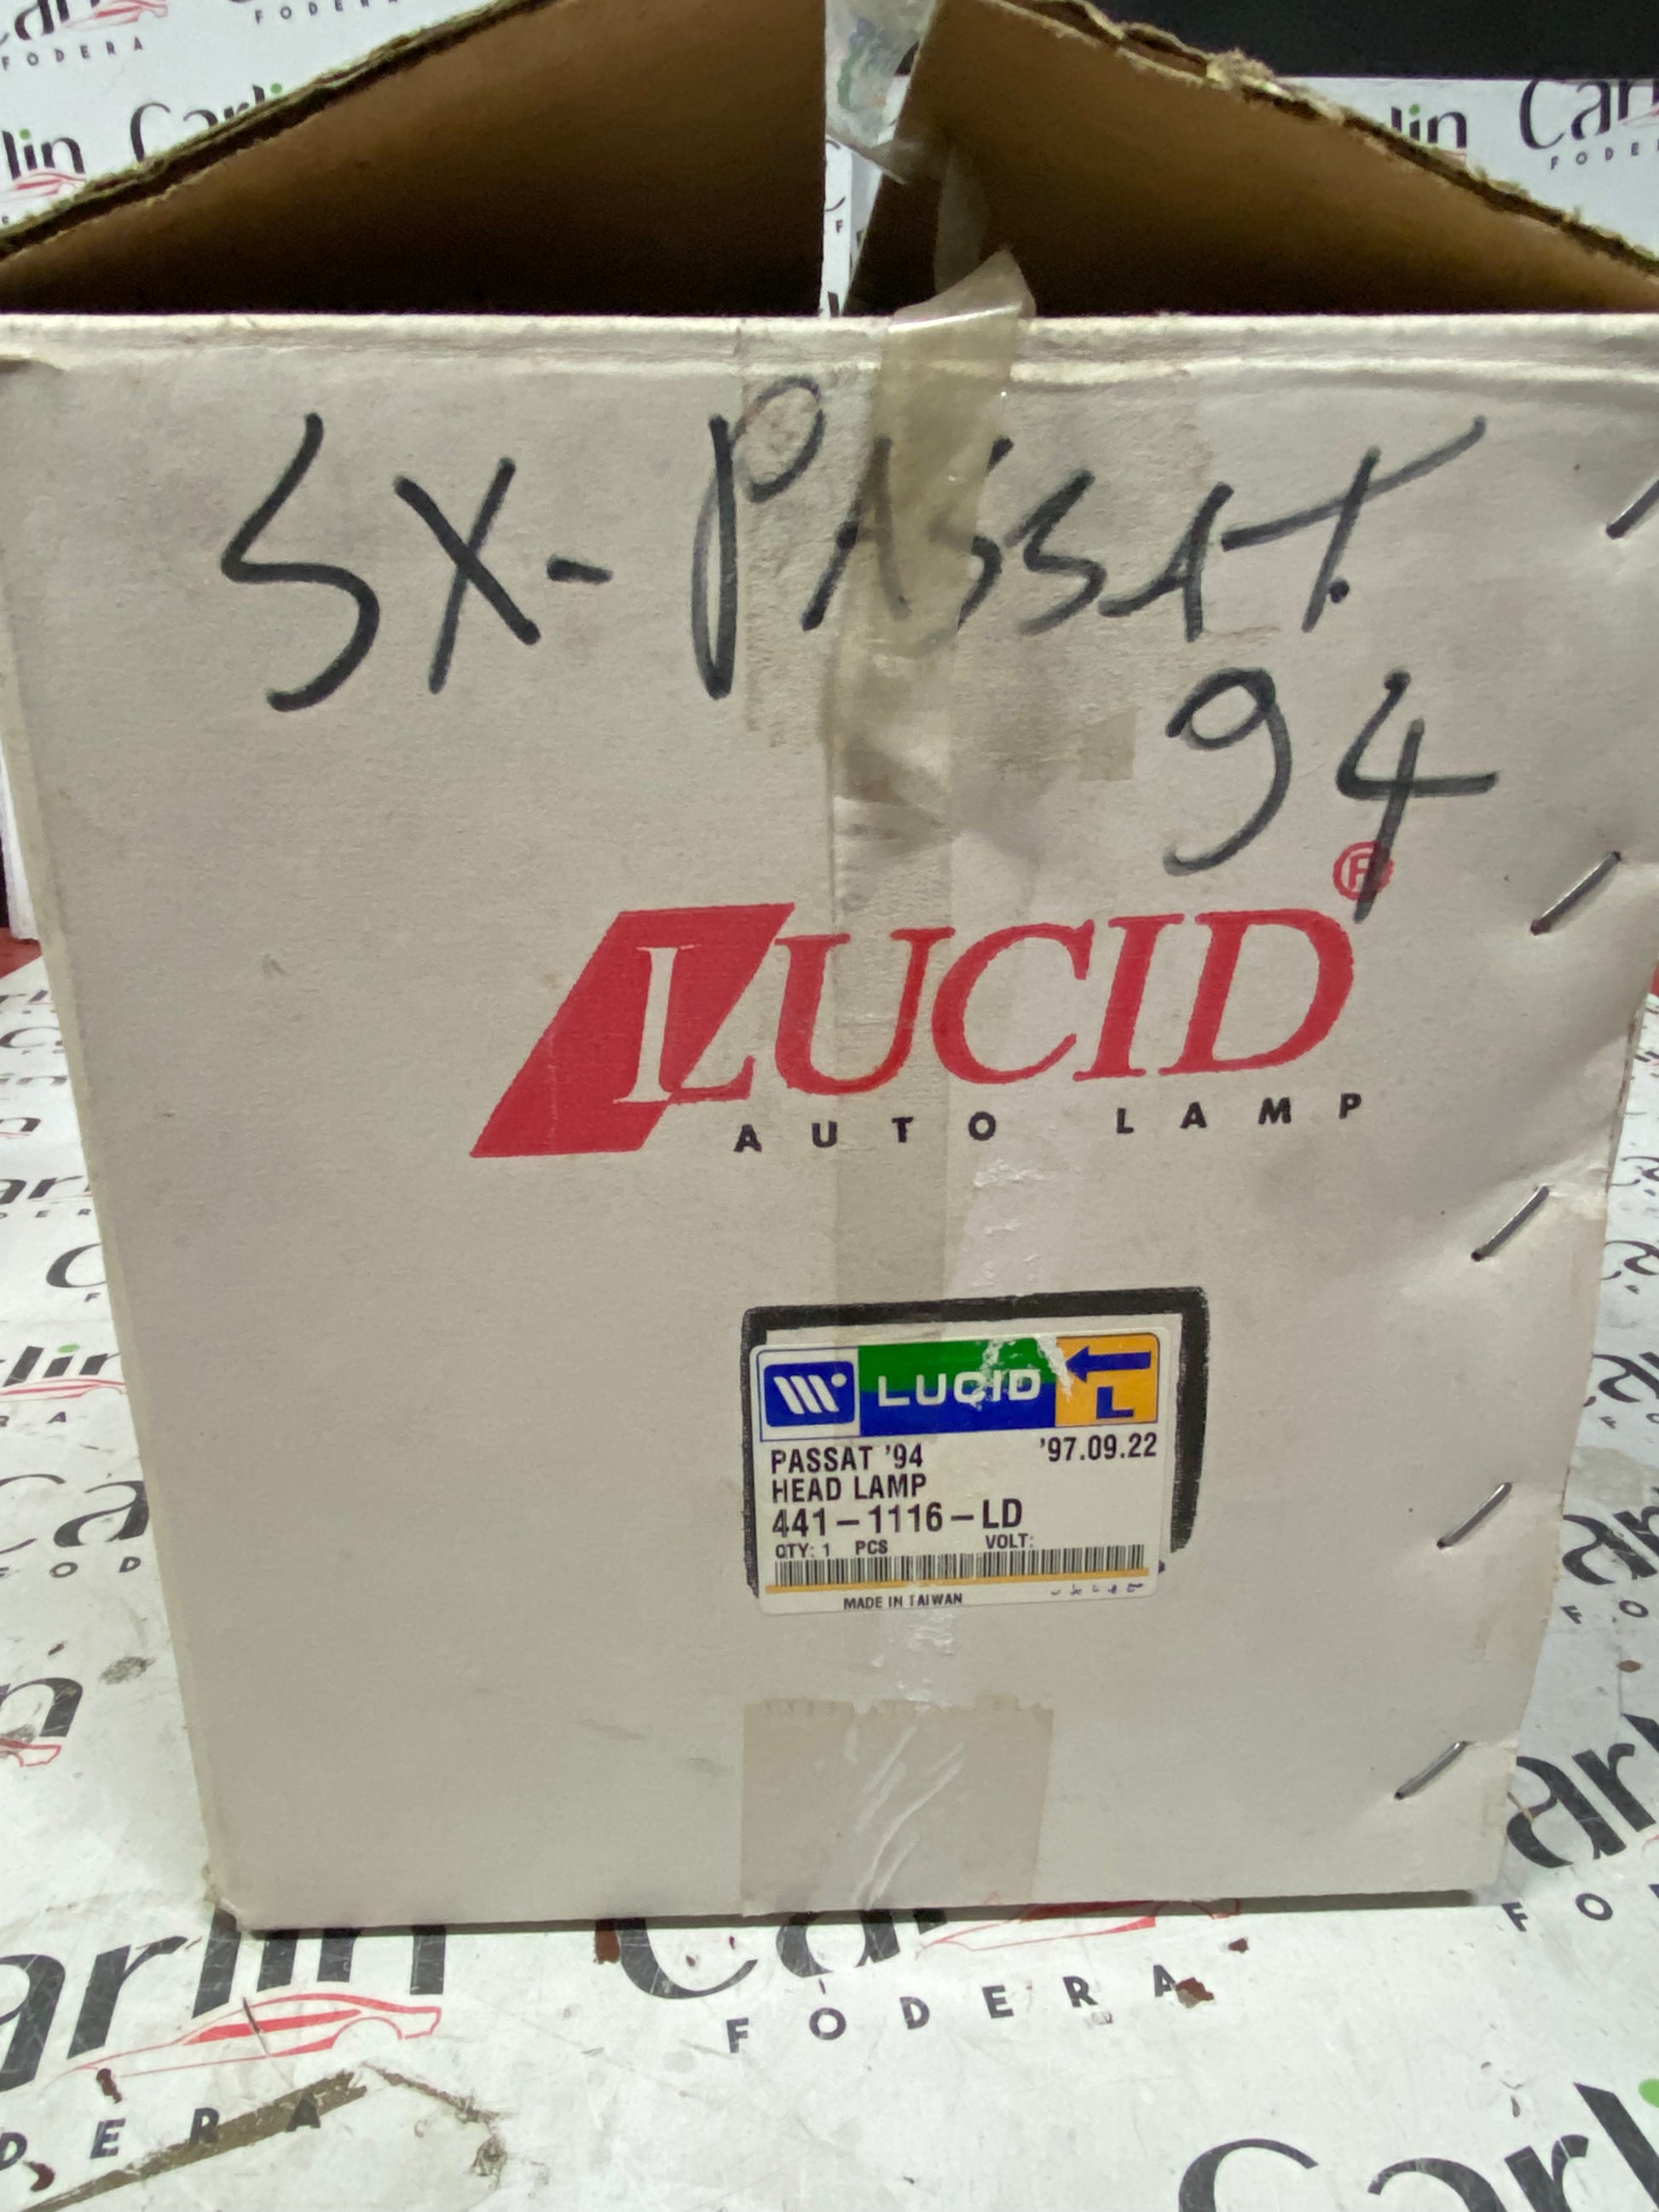 SX-PASSAT.
94
LUCID®
AUTO LAMP
LUCID L
PASSAT '94 '97.09.22
HEAD LAMP
441-1116-LD
QTY: 1 PCS VOLT:
MADE IN TAIWAN
Carlin
FODERA